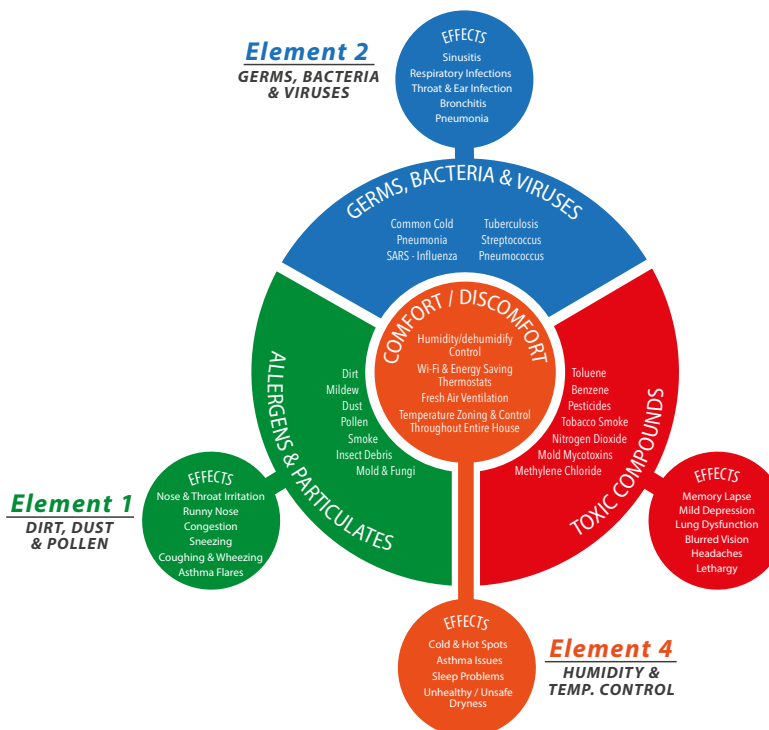 Element 2
GERMS, BACTERIA
& VIRUSES
EFFECTS
Sinusitis
Respiratory Infections
Throat & Ear Infection
Bronchitis
Pneumonia
GERMS, BACTERIA & VIRUSES
Common Cold
Pneumonia
SARS - Influenza
Tuberculosis
Streptococcus
Pneumococcus
COMFORT / DISCOMFORT
Humidity/dehumidify
Control
Wi-Fi & Energy Saving
Thermostats
Fresh Air Ventilation
Temperature Zoning & Control
Throughout Entire House
ALLERGENS & PARTICULATES
Dirt
Mildew
Dust
Pollen
Smoke
Insect Debris
Mold & Fungi
TOXIC COMPOUNDS
Toluene
Benzene
Pesticides
Tobacco Smoke
Nitrogen Dioxide
Mold Mycotoxins
Methylene Chloride
Element 1
DIRT, DUST
& POLLEN
EFFECTS
Nose & Throat Irritation
Runny Nose
Congestion
Sneezing
Coughing & Wheezing
Asthma Flares
EFFECTS
Memory Lapse
Mild Depression
Lung Dysfunction
Blurred Vision
Headaches
Lethargy
EFFECTS
Cold & Hot Spots
Asthma Issues
Sleep Problems
Unhealthy / Unsafe
Dryness
Element 4
HUMIDITY &
TEMP. CONTROL